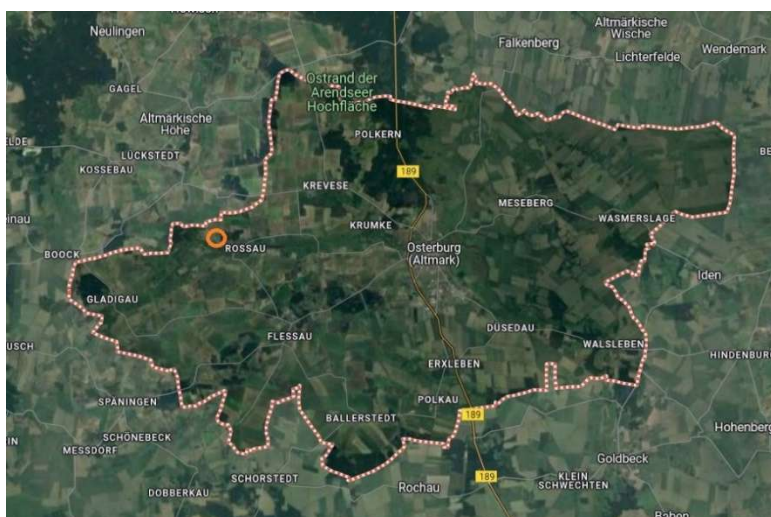 Neulingen
Altmärkische
Wische
Falkenberg
Lichterfelde
Wendemark
GAGEL
Ostrand der
Arendseer
Hochfläche
Altmärkische
Höhe
POLKERN
LÜCKSTEDT
KOSSEBAU
189
KREVESE
MESEBERG
WASMERSLAGE
KRUMKE
ROSSAU
BOOCK
Osterburg
(Altmark)
Iden
GLADIGAU
FLESSAU
DÜSEDAU
WALSLEBEN
HINDENBURG
ERXLEBEN
SPÄNINGEN
POLKAU
BALLERSTEDT
189
SCHÖNEBECK
MESSDORF
Hohenberg
Goldbeck
SCHORSTEDT
189
KLEIN
SCHWECHTEN
Rochau
DOBBERKAU